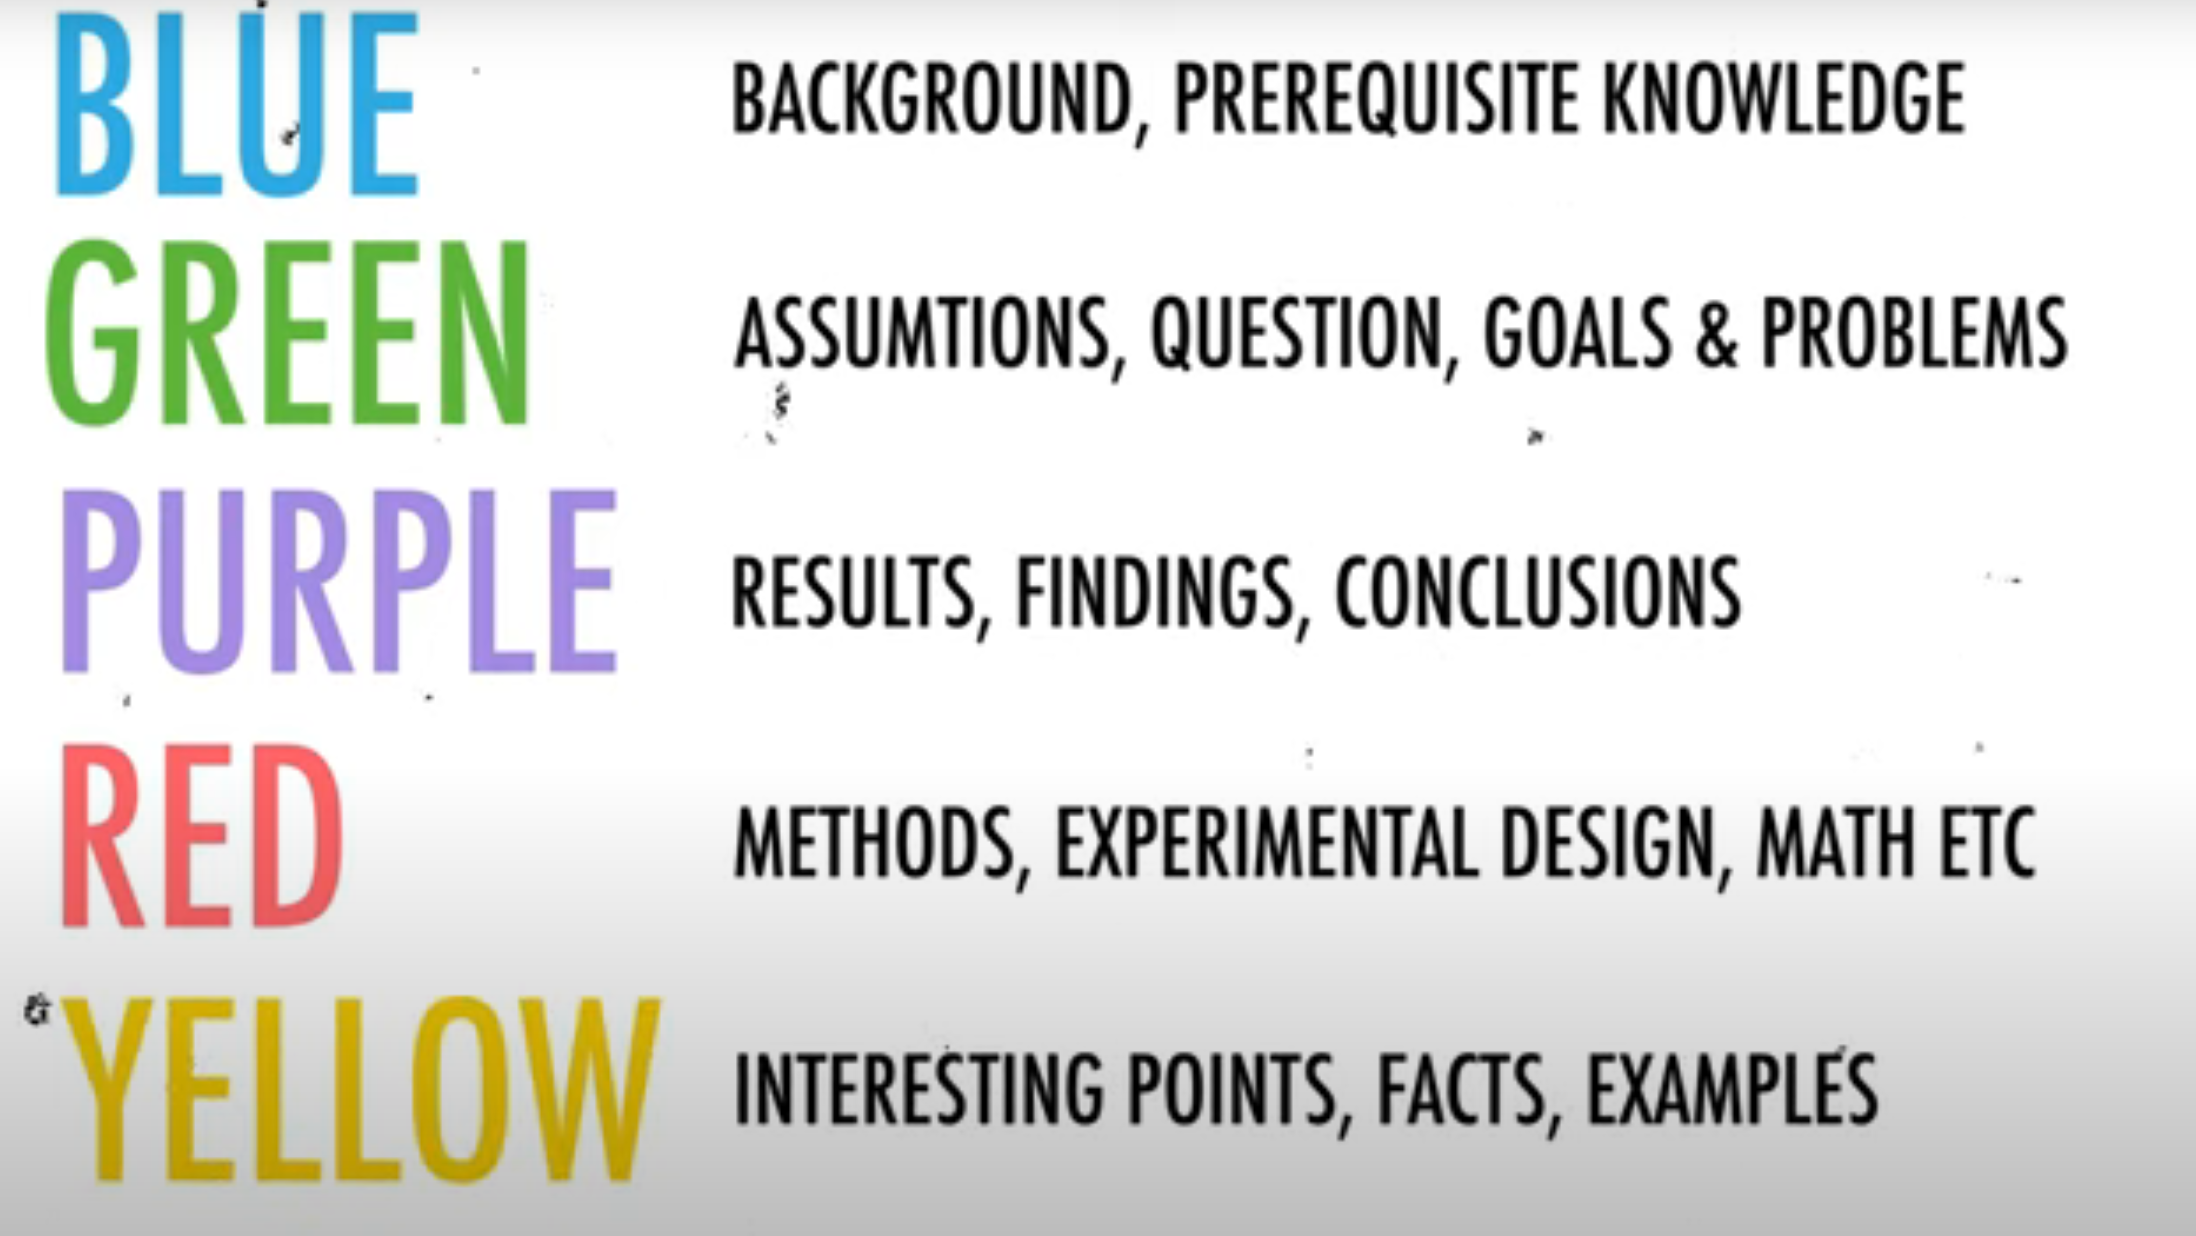 BLUE BACKGROUND, PREREQUISITE KNOWLEDGE
GREEN ASSUMTIONS, QUESTION, GOALS & PROBLEMS
PURPLE RESULTS, FINDINGS, CONCLUSIONS
RED METHODS, EXPERIMENTAL DESIGN, MATH ETC
YELLOW INTERESTING POINTS, FACTS, EXAMPLES